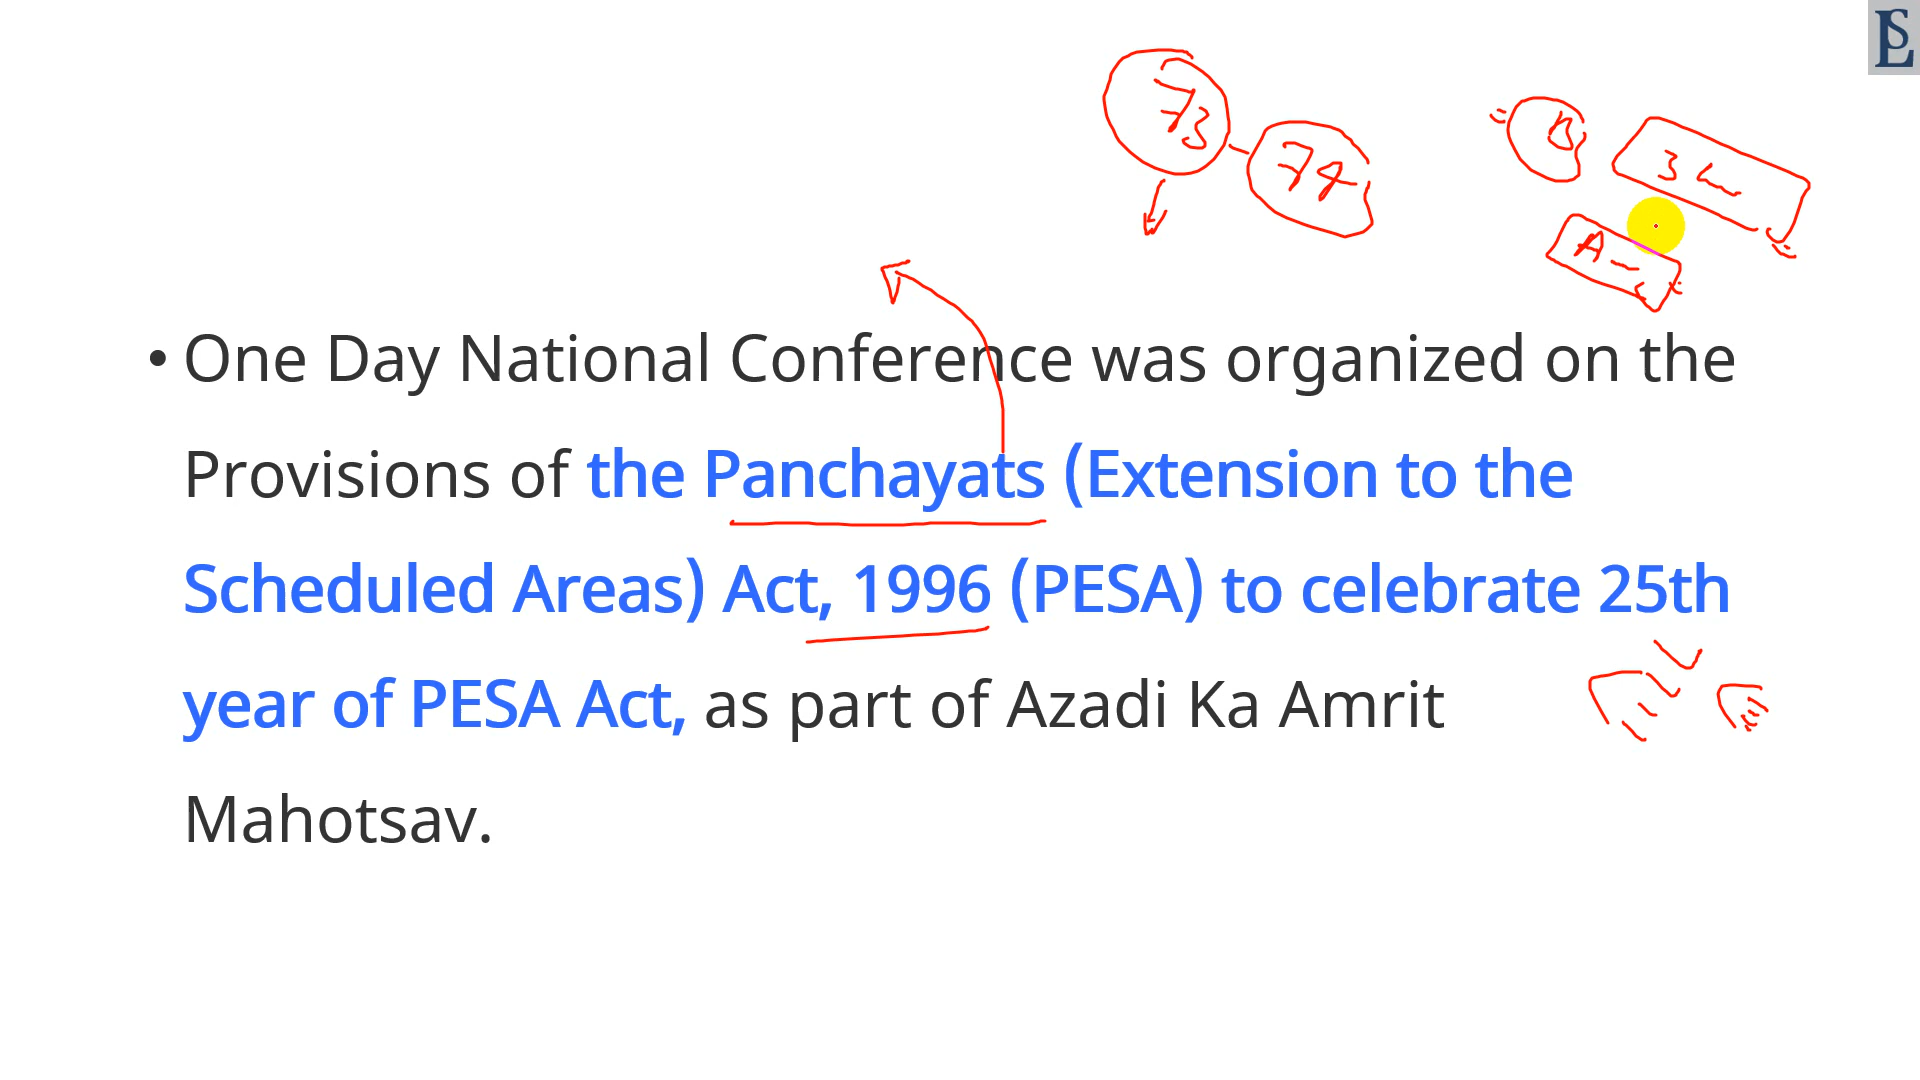 73
74
• One Day National Conference was organized on the
Provisions of the Panchayats (Extension to the
Scheduled Areas) Act, 1996 (PESA) to celebrate 25th
year of PESA Act, as part of Azadi Ka Amrit
Mahotsav.